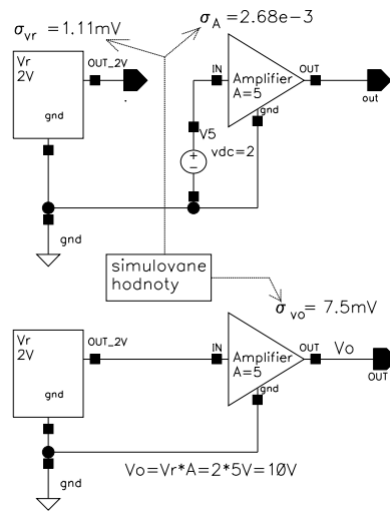 σvr = 1.11mV
σA = 2.68e-3
Vr
2V
OUT_2V
gnd
gnd
IN
Amplifier
A=5
OUT
gnd
out
V5
vdc=2
simulovane
hodnoty
σvo = 7.5mV
Vr
2V
OUT_2V
gnd
gnd
IN
Amplifier
A=5
OUT
gnd
Vo
OUT
Vo=Vr*A=2*5V=10V